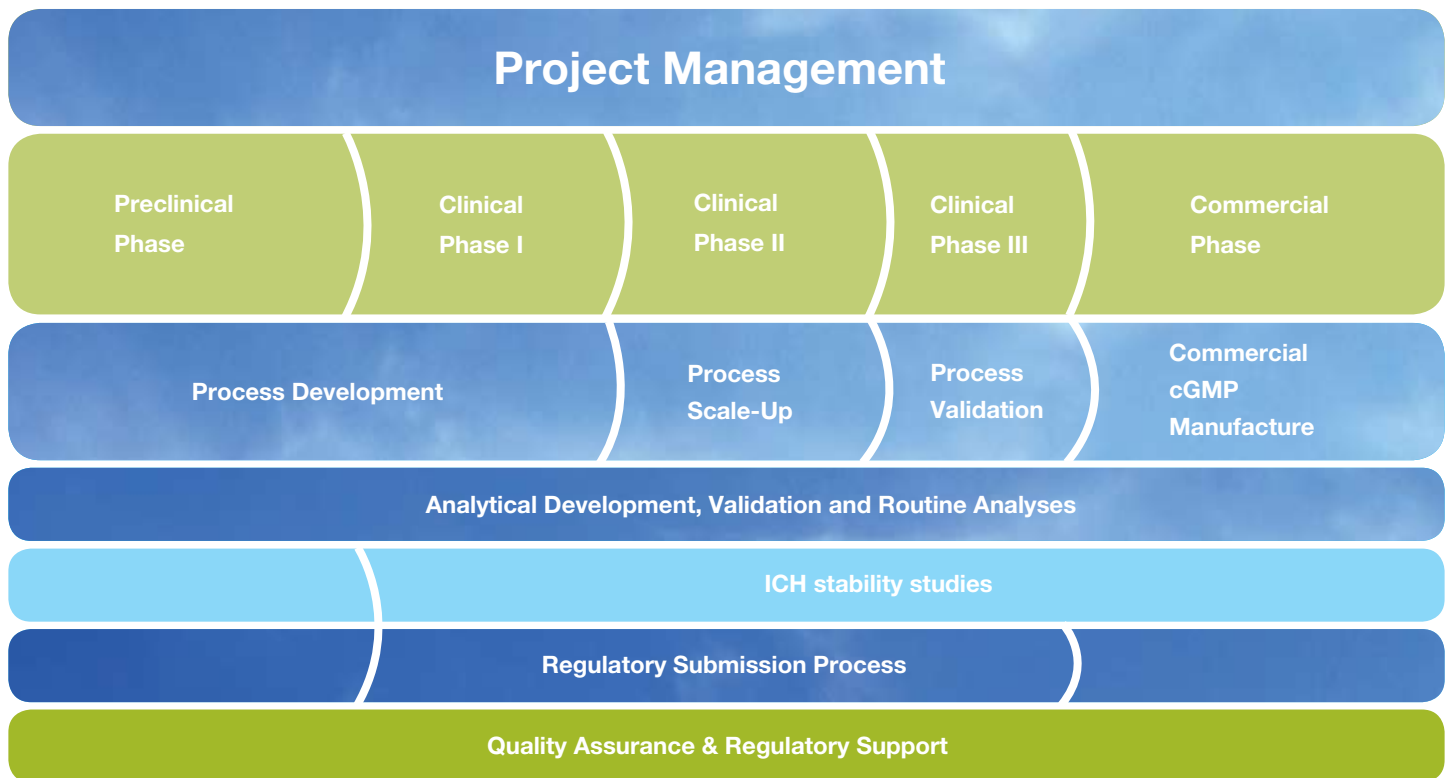 Project Management
Preclinical
Phase
Clinical
Phase I
Clinical
Phase II
Clinical
Phase III
Commercial
Phase
Process Development
Process
Scale-Up
Process
Validation
Commercial
cGMP
Manufacture
Analytical Development, Validation and Routine Analyses
ICH stability studies
Regulatory Submission Process
Quality Assurance & Regulatory Support